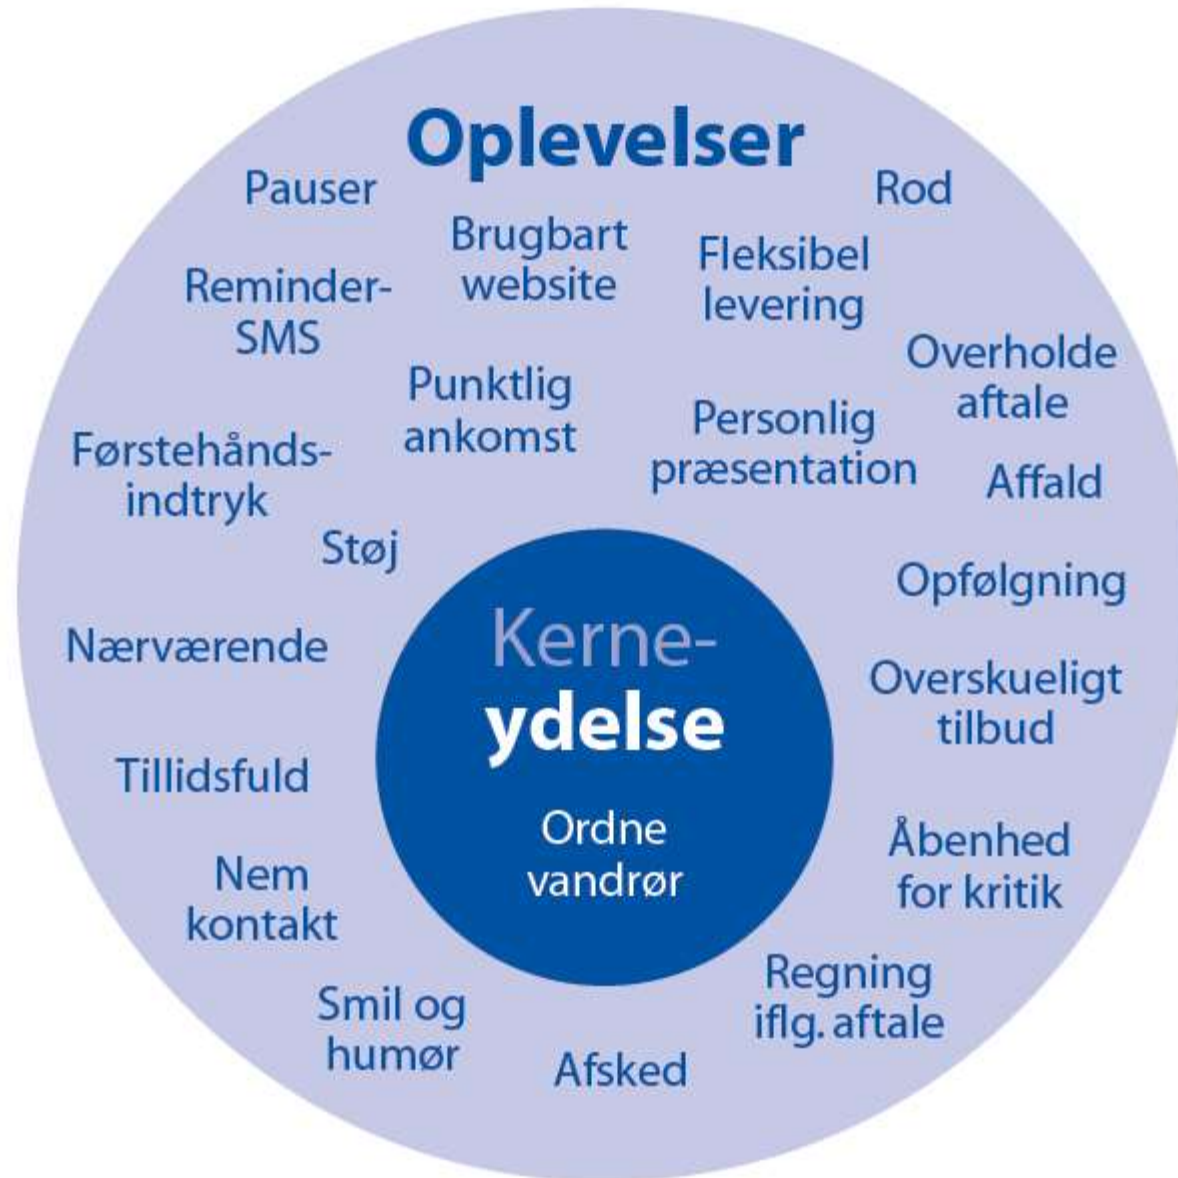 Oplevelser
Pauser
Rod
Brugbart
website
Fleksibel
levering
Reminder-
SMS
Overholde
aftale
Punktlig
ankomst
Personlig
præsentation
Førstehånds-
indtryk
Affald
Støj
Opfølgning
Nærværende
Kerne-
ydelse
Ordne
vandrør
Overskueligt
tilbud
Tillidsfuld
Åbenhed
for kritik
Nem
kontakt
Regning
iflg. aftale
Smil og
humør
Afsked